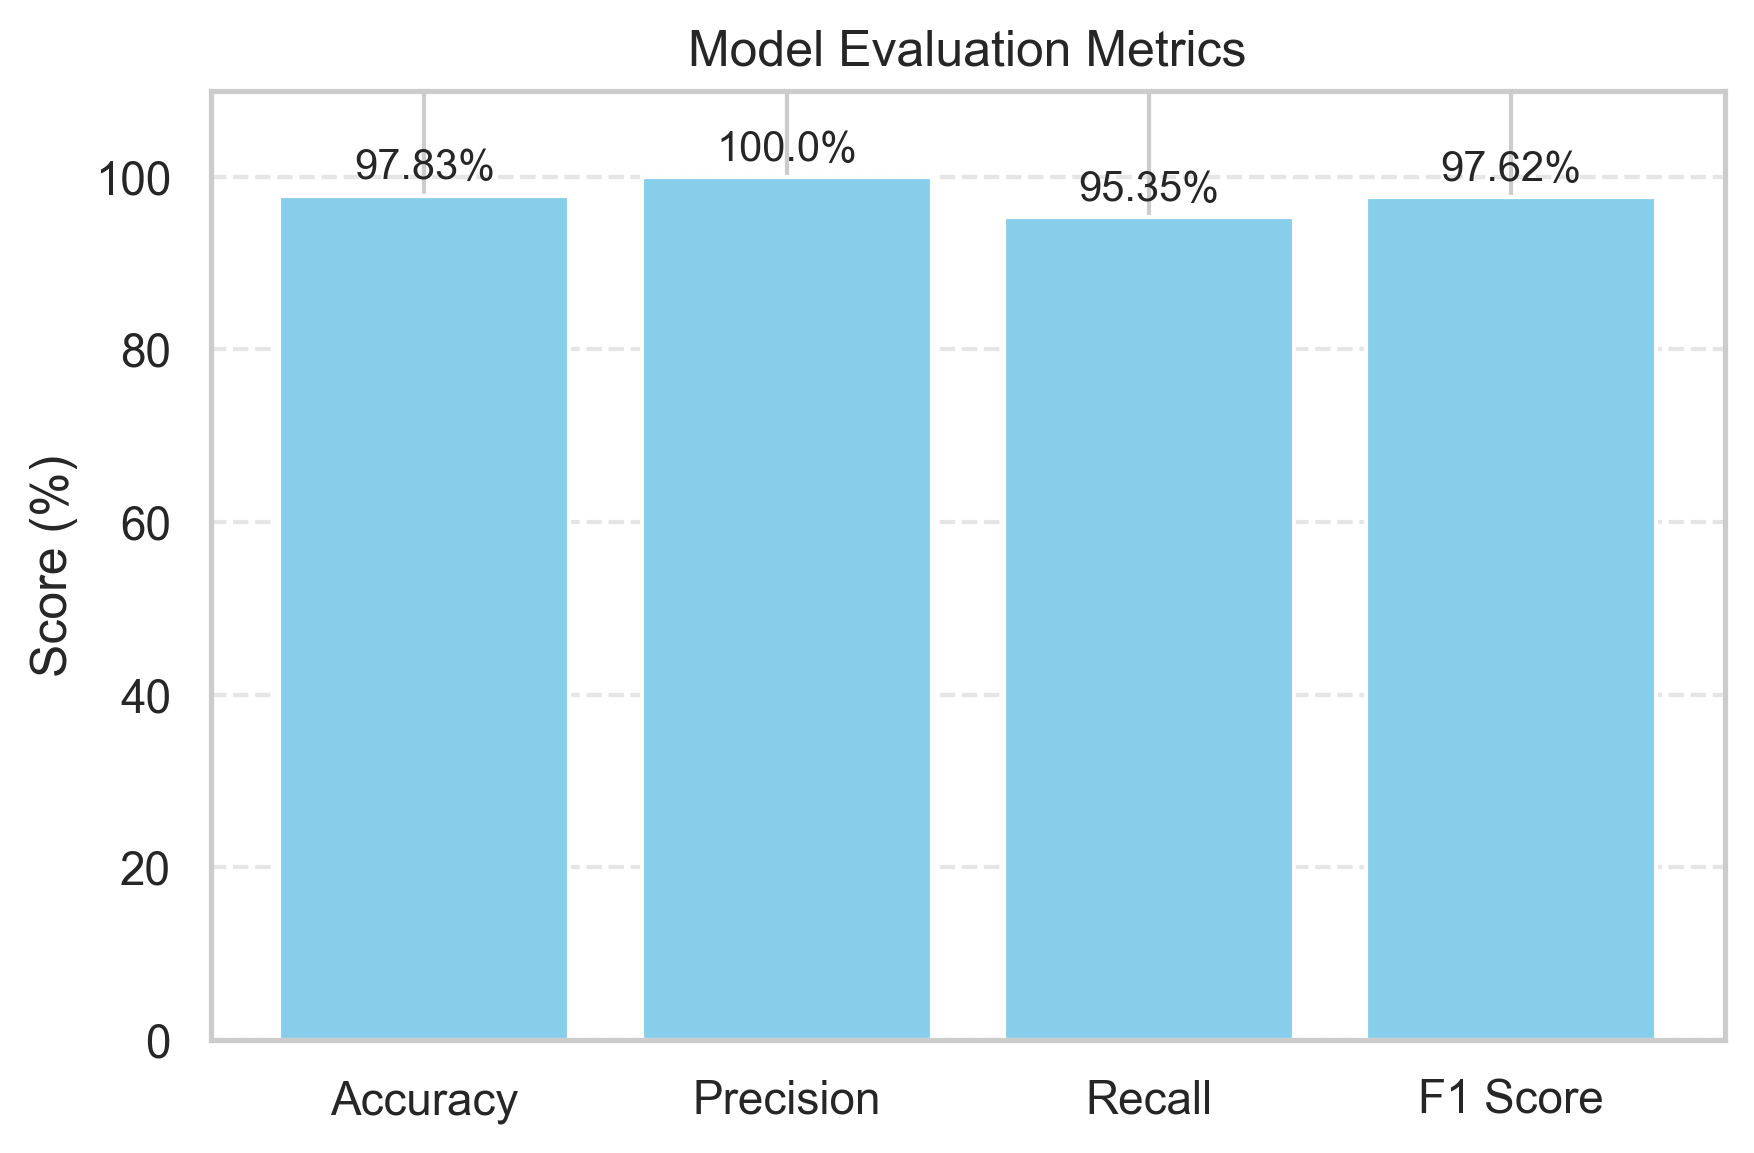 Model Evaluation Metrics
Score (%)
100
80
60
40
20
0
97.83%
100.0%
95.35%
97.62%
Accuracy
Precision
Recall
F1 Score